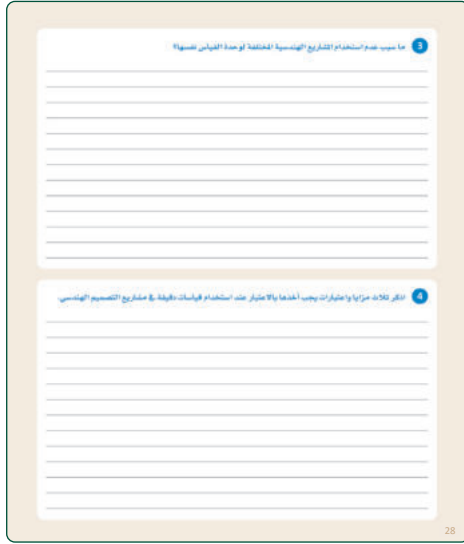 3 ما سبب عدم استخدام المشاريع الهندسية المختلفة لوحدة القياس نفسها؟
4 اذكر ثلاث مزايا واعتبارات يجب أخذها بالاعتبار عند استخدام قياسات دقيقة في مشاريع التصميم الهندسي.
28